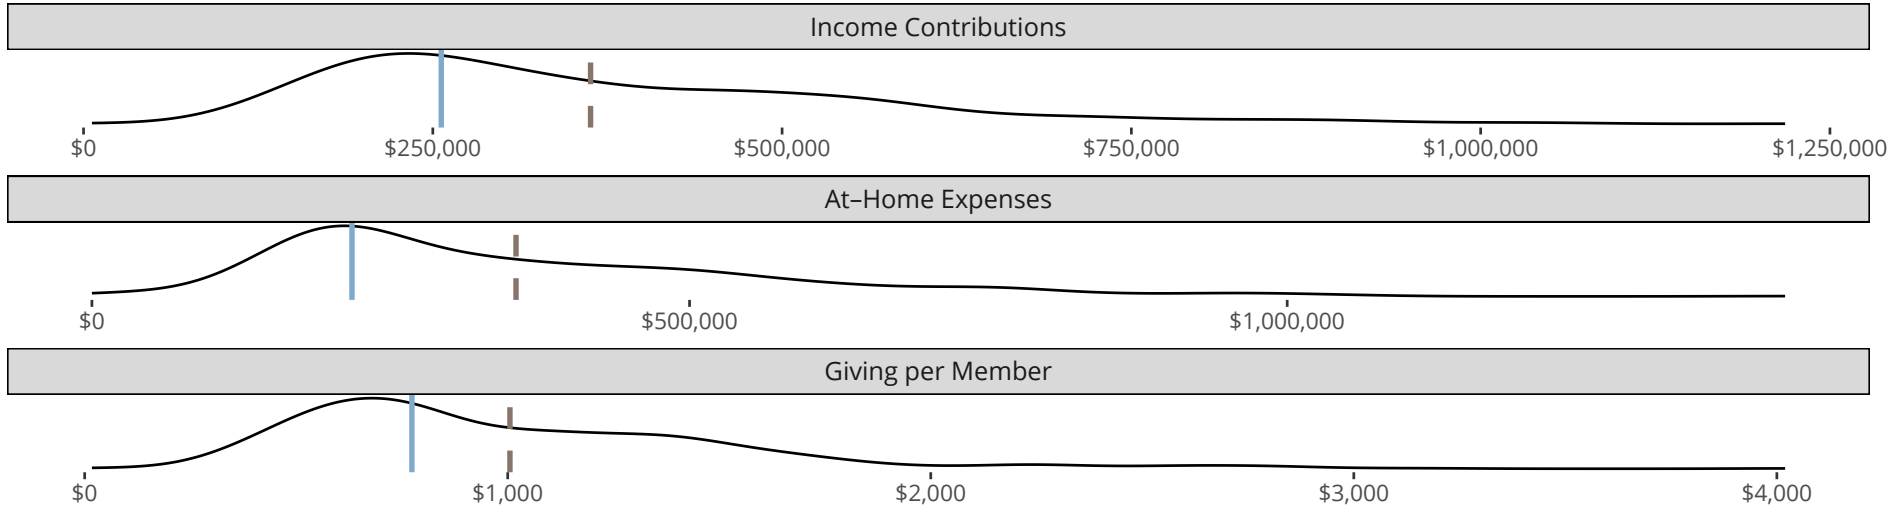 Income Contributions
$0 $250,000 $500,000 $750,000 $1,000,000 $1,250,000
At–Home Expenses
$0 $500,000 $1,000,000
Giving per Member
$0 $1,000 $2,000 $3,000 $4,000